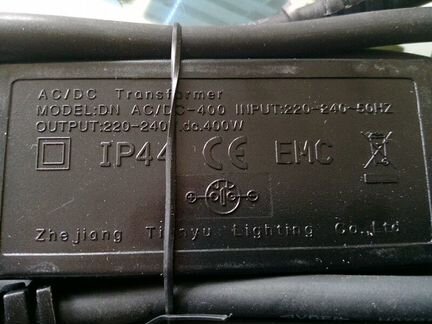 AC/DC Transformer
MODEL:DN AC/DC-400 INPUT:220-240-50HZ
OUTPUT:220-240 .dc.400W
IP44 CE EMC
Zhejiang Tianyu Lighting Co.,Ltd